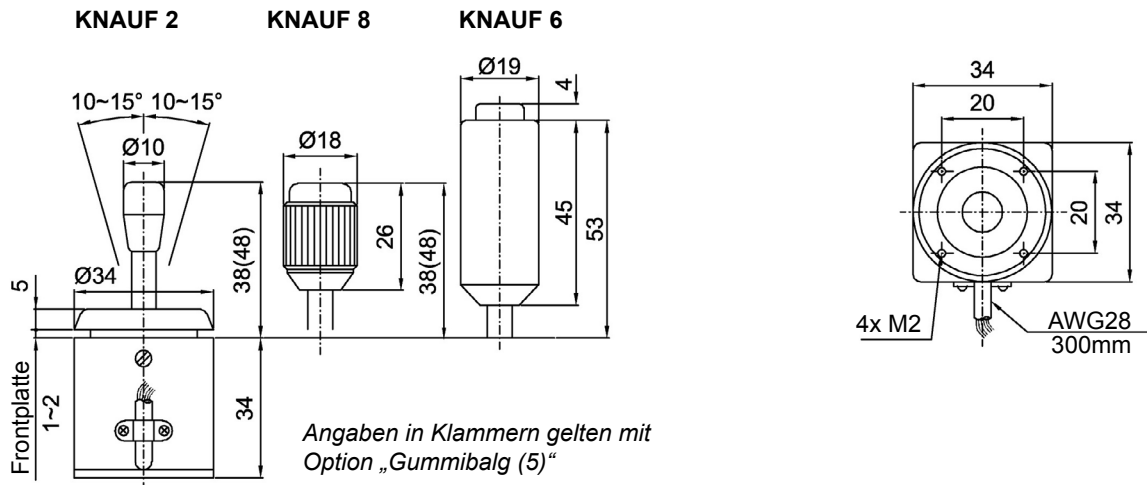 KNAUF 2 KNAUF 8 KNAUF 6
10~15° 10~15°
Ø10
Ø34
5
38(48)
Frontplatte
1~2
34
Ø18
26
38(48)
Ø19
4
45
53
Angaben in Klammern gelten mit
Option „Gummibalg (5)“
34
20
20
34
4x M2
AWG28
300mm